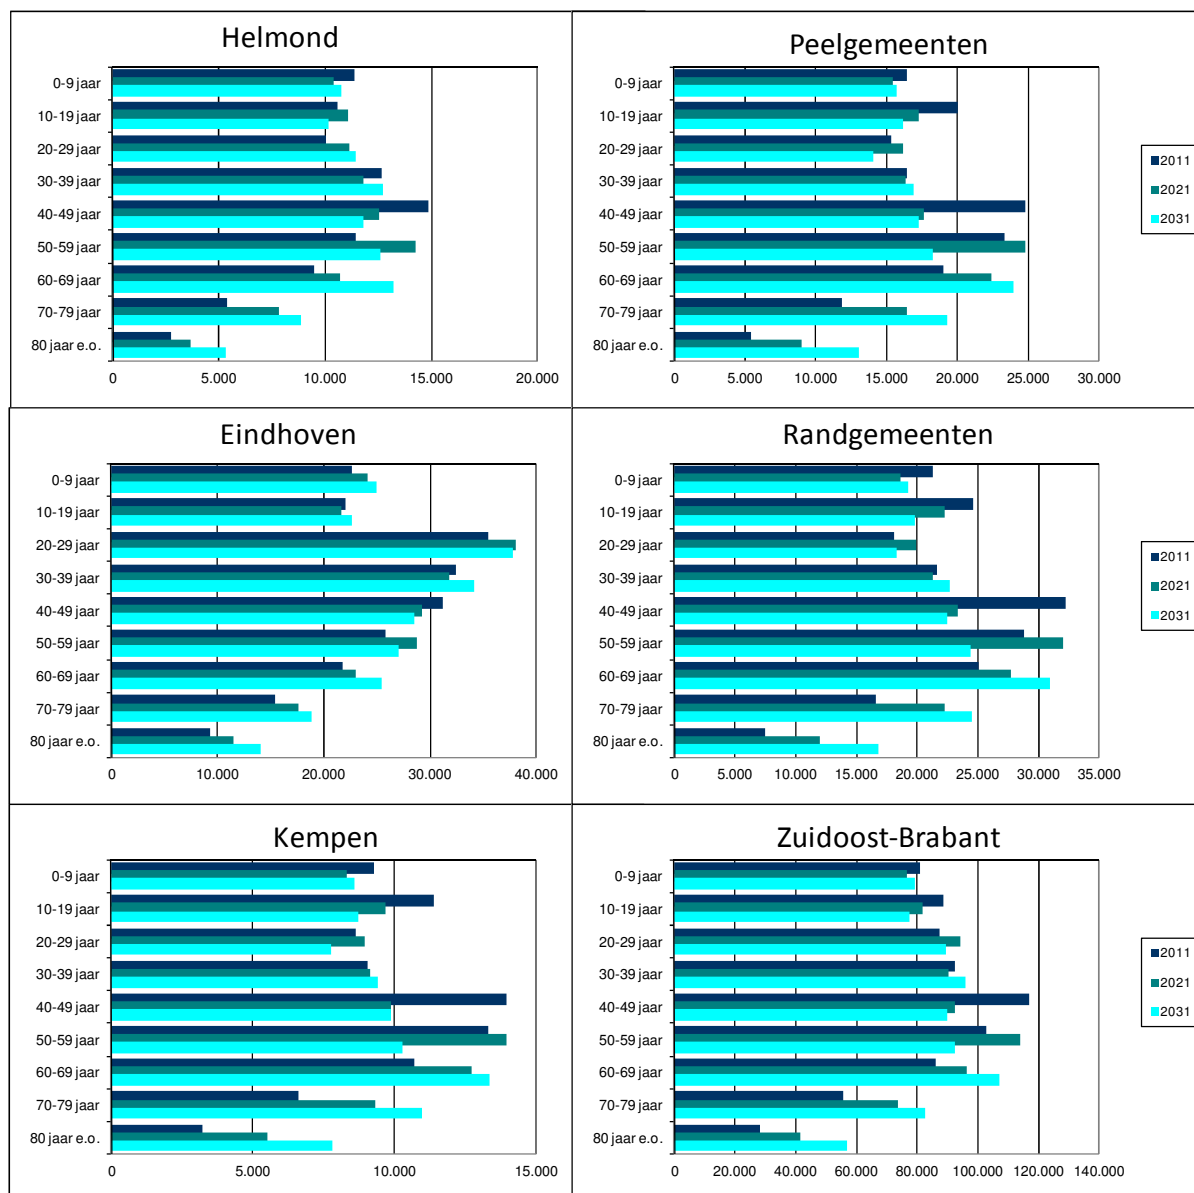 Helmond
0-9 jaar
10-19 jaar
20-29 jaar
30-39 jaar
40-49 jaar
50-59 jaar
60-69 jaar
70-79 jaar
80 jaar e.o.
0 5.000 10.000 15.000 20.000
Peelgemeenten
0-9 jaar
10-19 jaar
20-29 jaar
30-39 jaar
40-49 jaar
50-59 jaar
60-69 jaar
70-79 jaar
80 jaar e.o.
0 5.000 10.000 15.000 20.000 25.000 30.000
2011
2021
2031
Eindhoven
0-9 jaar
10-19 jaar
20-29 jaar
30-39 jaar
40-49 jaar
50-59 jaar
60-69 jaar
70-79 jaar
80 jaar e.o.
0 10.000 20.000 30.000 40.000
Randgemeenten
0-9 jaar
10-19 jaar
20-29 jaar
30-39 jaar
40-49 jaar
50-59 jaar
60-69 jaar
70-79 jaar
80 jaar e.o.
0 5.000 10.000 15.000 20.000 25.000 30.000 35.000
2011
2021
2031
Kempen
0-9 jaar
10-19 jaar
20-29 jaar
30-39 jaar
40-49 jaar
50-59 jaar
60-69 jaar
70-79 jaar
80 jaar e.o.
0 5.000 10.000 15.000
Zuidoost-Brabant
0-9 jaar
10-19 jaar
20-29 jaar
30-39 jaar
40-49 jaar
50-59 jaar
60-69 jaar
70-79 jaar
80 jaar e.o.
0 20.000 40.000 60.000 80.000 100.000 120.000 140.000
2011
2021
2031